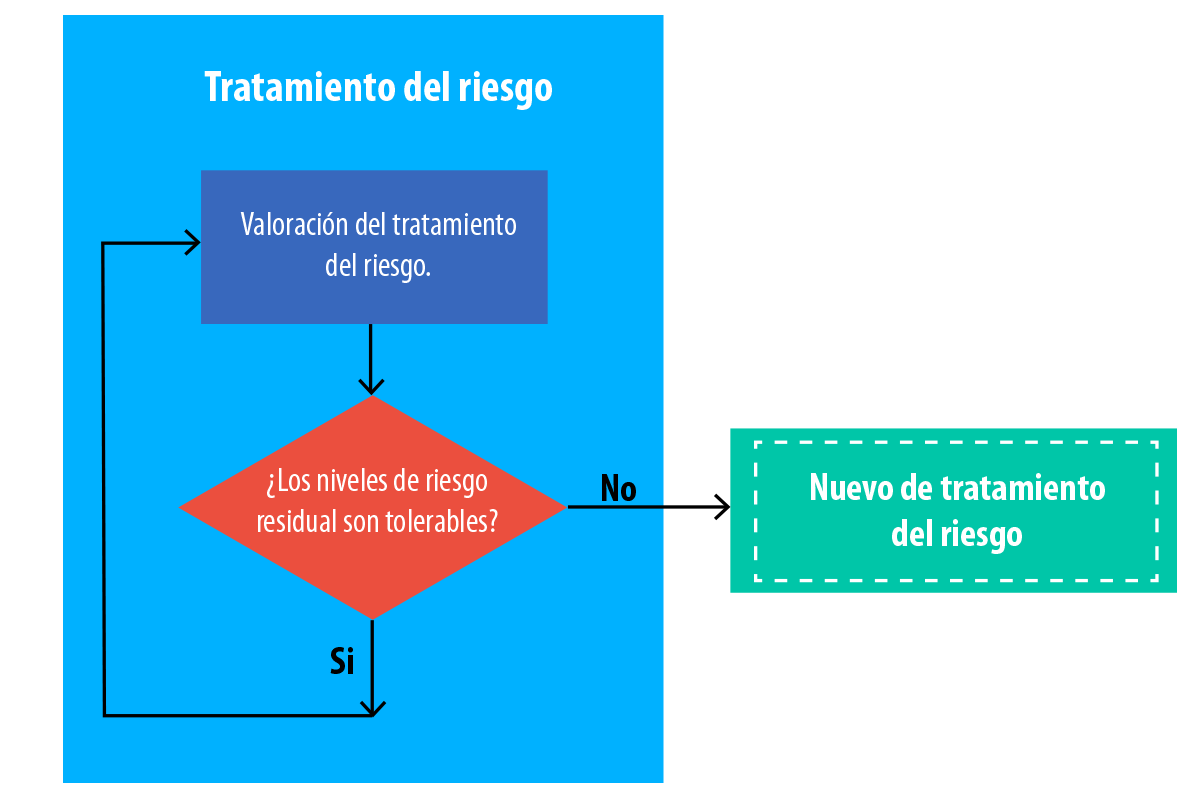 Tratamiento del riesgo
Valoración del tratamiento
del riesgo.
¿Los niveles de riesgo
residual son tolerables?
No
Nuevo de tratamiento
del riesgo
Si